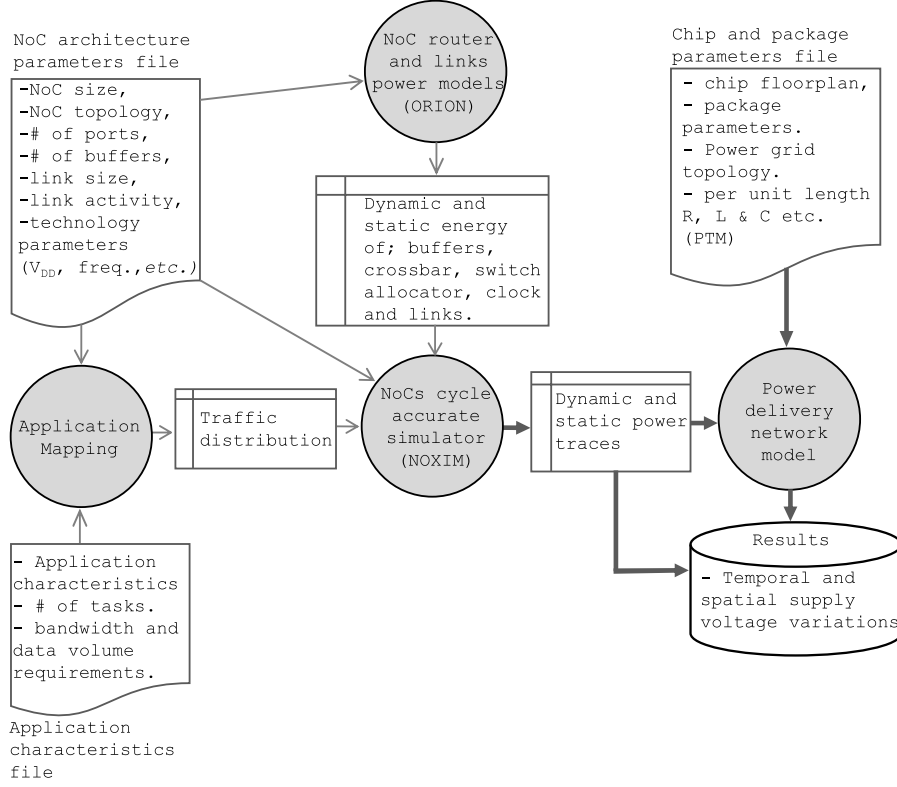 NoC architecture
parameters file
-NoC size,
-NoC topology,
-# of ports,
-# of buffers,
-link size,
-link activity,
-technology
parameters
(VDD, freq.,etc.)
NoC router
and links
power models
(ORION)
Chip and package
parameters file
- chip floorplan,
- package
parameters.
- Power grid
topology.
- per unit length
R, L & C etc.
(PTM)
Dynamic and
static energy
of; buffers,
crossbar, switch
allocator, clock
and links.
Application
Mapping
Traffic
distribution
NoCs cycle
accurate
simulator
(NOXIM)
Dynamic and
static power
traces
Power
delivery
network
model
Results
- Temporal and
spatial supply
voltage variations
- Application
characteristics
- # of tasks.
- bandwidth and
data volume
requirements.
Application
characteristics
file